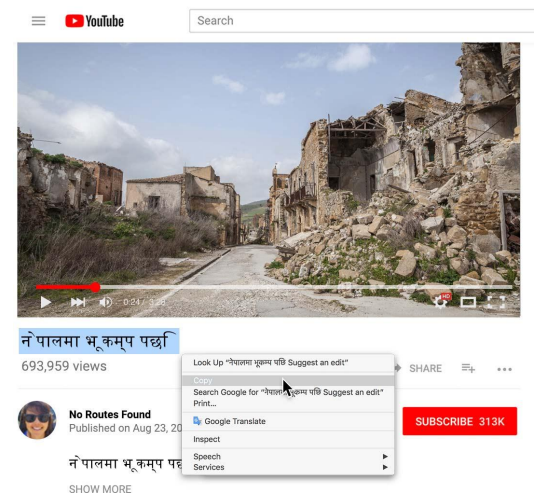 YouTube
Search
0:24 / 3:28
HD
नेपालमा भूकम्प पछि
693,959 views
SHARE
Look Up “नेपालमा भूकम्प पछि Suggest an edit”
Copy
Search Google for “नेपालमा भूकम्प पछि Suggest an edit”
Print...
Google Translate
Inspect
Speech
Services
No Routes Found
Published on Aug 23, 20
SUBSCRIBE 313K
नेपालमा भूकम्प
SHOW MORE